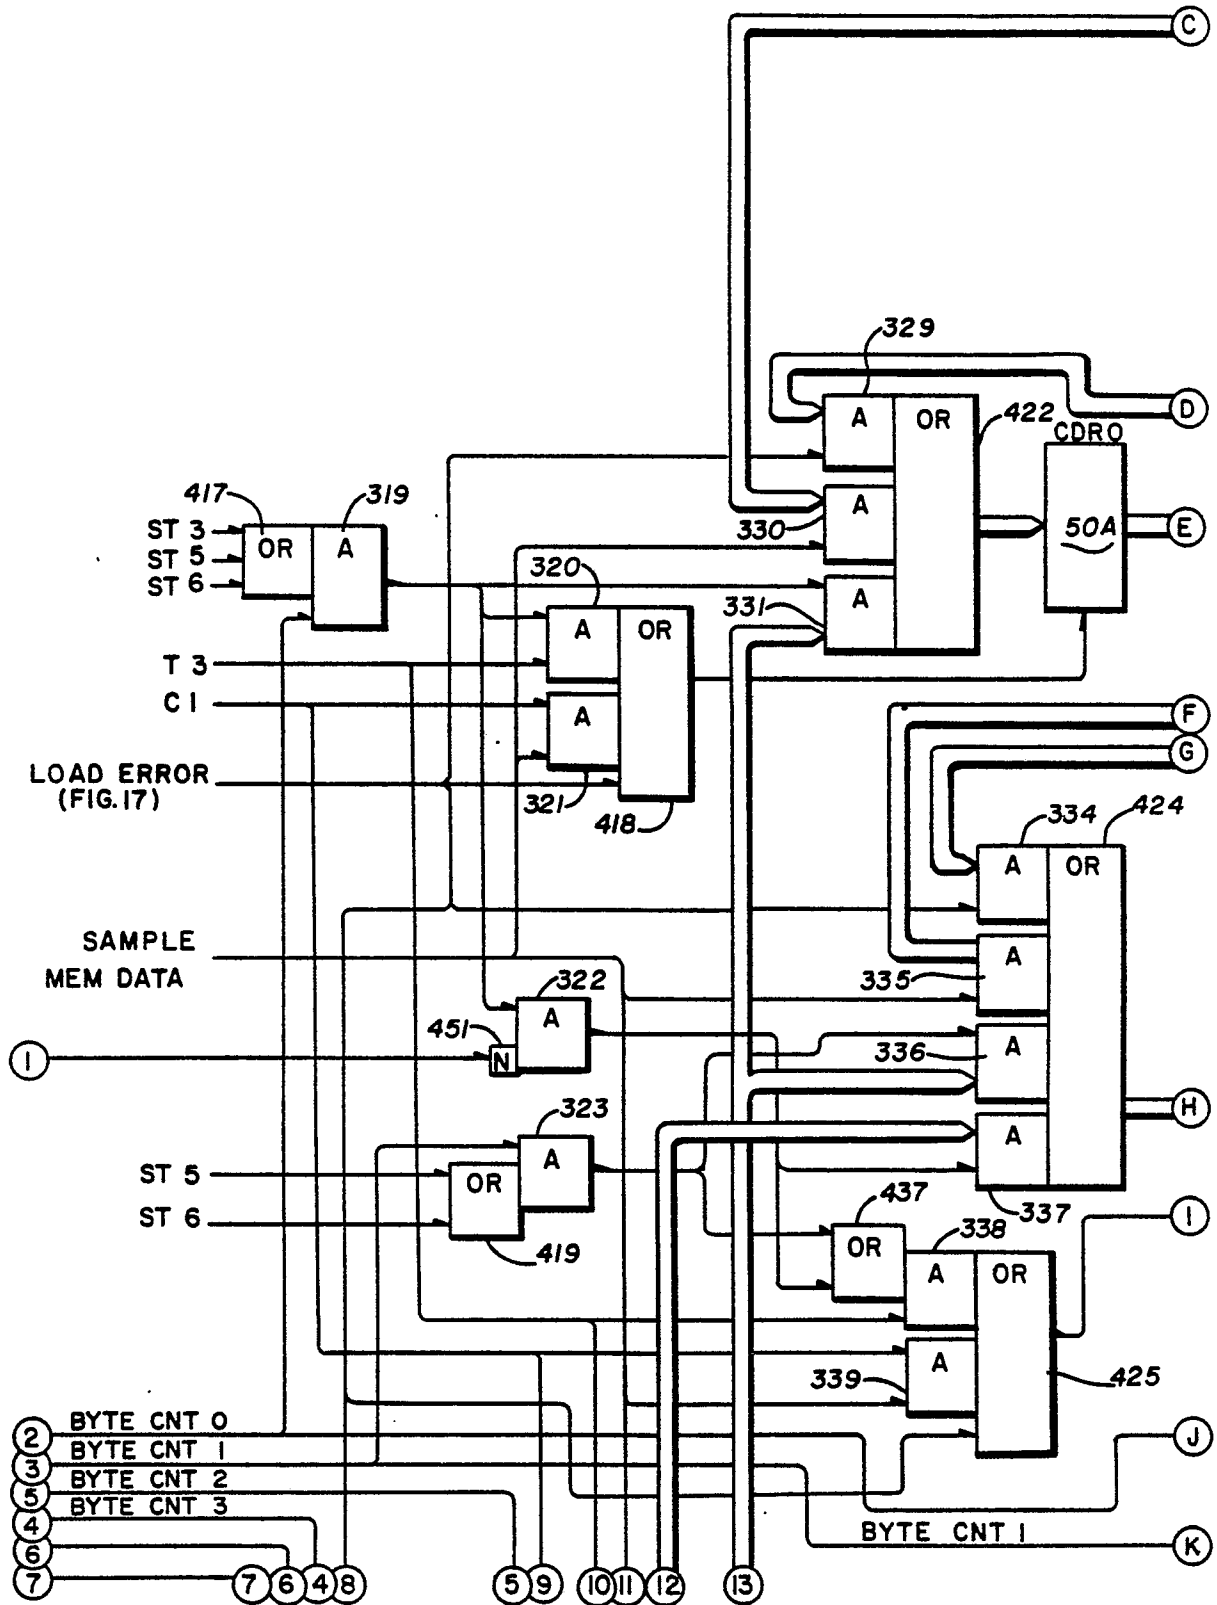 C
329
D
A
OR
422
CDRO
417
319
ST 3
OR
A
A
330
50A
E
ST 5
ST 6
320
A
331
A
OR
T 3
C 1
A
F
G
LOAD ERROR
(FIG.17)
321
418
334
424
A
OR
SAMPLE
MEM DATA
A
335
322
A
451
N
1
A
336
H
323
A
A
ST 5
OR
437
337
I
ST 6
419
OR
338
A
OR
A
339
425
2
BYTE CNT 0
J
3
BYTE CNT 1
5
BYTE CNT 2
4
BYTE CNT 3
BYTE CNT 1
K
6
7
7
6
4
8
5
9
10
11
12
13